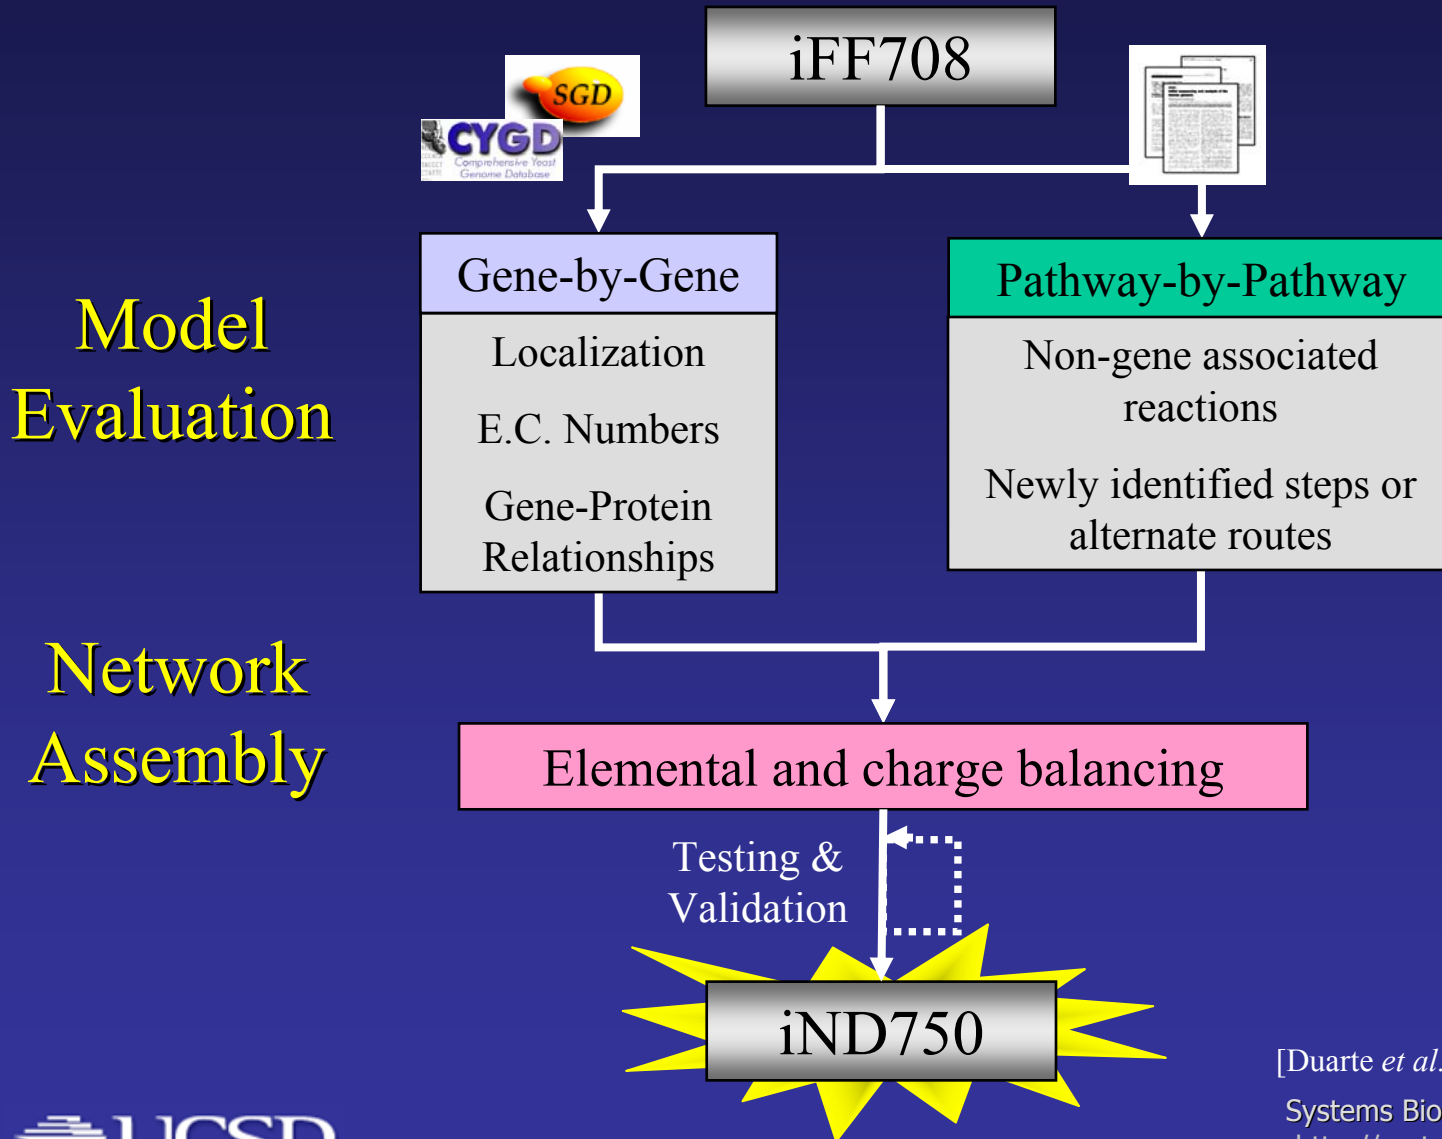 iFF708
SGD
CYGD
Comprehensive Yeast
Genome Database
Gene-by-Gene
Localization
E.C. Numbers
Gene-Protein
Relationships
Pathway-by-Pathway
Non-gene associated
reactions
Newly identified steps or
alternate routes
Model
Evaluation
Network
Assembly
Elemental and charge balancing
Testing &
Validation
iND750
[Duarte et al.
Systems Bio
UCSD